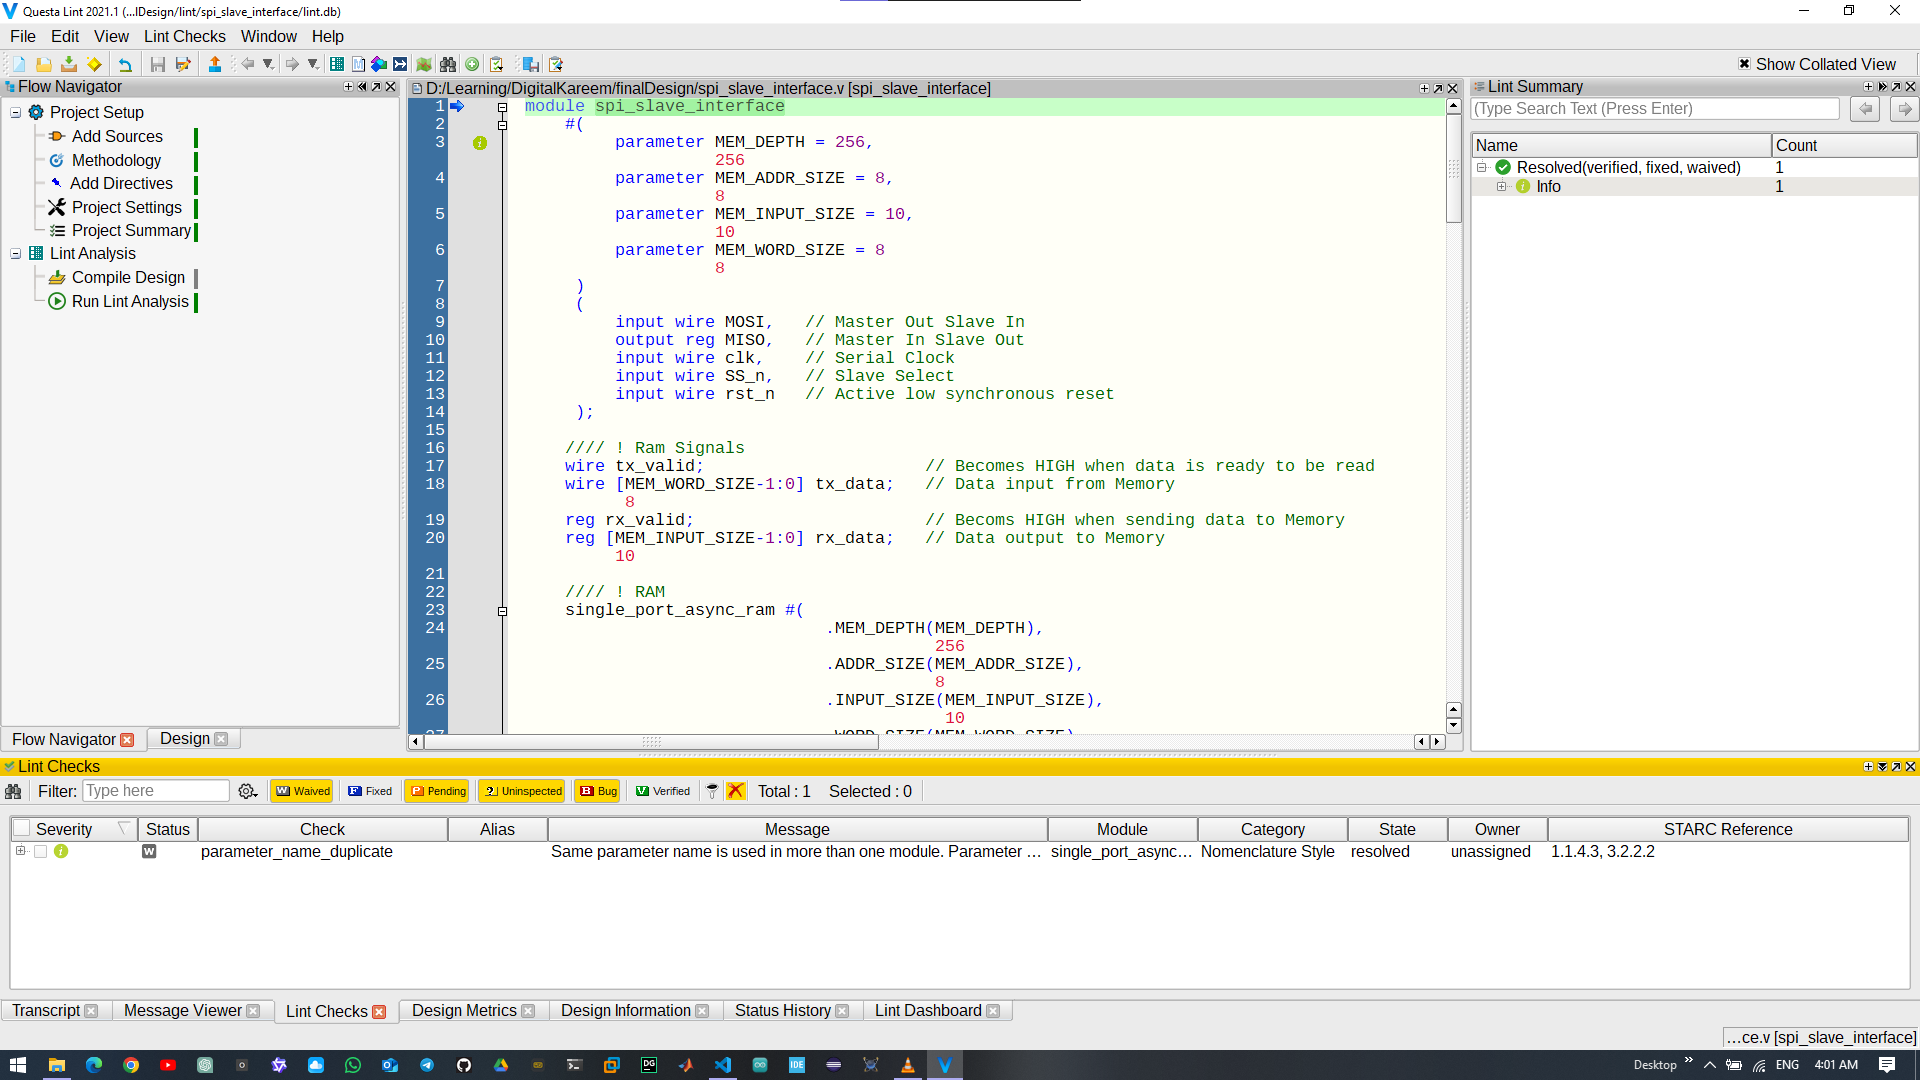 Questa Lint 2021.1 (...lDesign/lint/spi_slave_interface/lint.db)
File Edit View Lint Checks Window Help
Show Collated View
Flow Navigator
Project Setup
Add Sources
Methodology
Add Directives
Project Settings
Project Summary
Lint Analysis
Compile Design
Run Lint Analysis
Flow Navigator Design
D:/Learning/DigitalKareem/finalDesign/spi_slave_interface.v [spi_slave_interface]
1 module spi_slave_interface
2 #(
3 parameter MEM_DEPTH = 256,
256
4 parameter MEM_ADDR_SIZE = 8,
8
5 parameter MEM_INPUT_SIZE = 10,
10
6 parameter MEM_WORD_SIZE = 8
8
7 )
8 (
9 input wire MOSI, // Master Out Slave In
10 output reg MISO, // Master In Slave Out
11 input wire clk, // Serial Clock
12 input wire SS_n, // Slave Select
13 input wire rst_n // Active low synchronous reset
14 );
15
16 //// ! Ram Signals
17 wire tx_valid; // Becomes HIGH when data is ready to be read
18 wire [MEM_WORD_SIZE-1:0] tx_data; // Data input from Memory
8
19 reg rx_valid; // Becoms HIGH when sending data to Memory
20 reg [MEM_INPUT_SIZE-1:0] rx_data; // Data output to Memory
10
21
22 //// ! RAM
23 single_port_async_ram #(
24 .MEM_DEPTH(MEM_DEPTH),
256
25 .ADDR_SIZE(MEM_ADDR_SIZE),
8
26 .INPUT_SIZE(MEM_INPUT_SIZE),
10
27 .WORD_SIZE(MEM_WORD_SIZE)
Lint Summary
(Type Search Text (Press Enter)
Name Count
Resolved(verified, fixed, waived) 1
Info 1
Lint Checks
Filter: Type here W Waived F Fixed P Pending ? Uninspected B Bug V Verified Total : 1 Selected : 0
Severity Status Check Alias Message Module Category State Owner STARC Reference
W parameter_name_duplicate Same parameter name is used in more than one module. Parameter ... single_port_async... Nomenclature Style resolved unassigned 1.1.4.3, 3.2.2.2
Transcript Message Viewer Lint Checks Design Metrics Design Information Status History Lint Dashboard
...ce.v [spi_slave_interface]
DG IDE Desktop ENG 4:01 AM